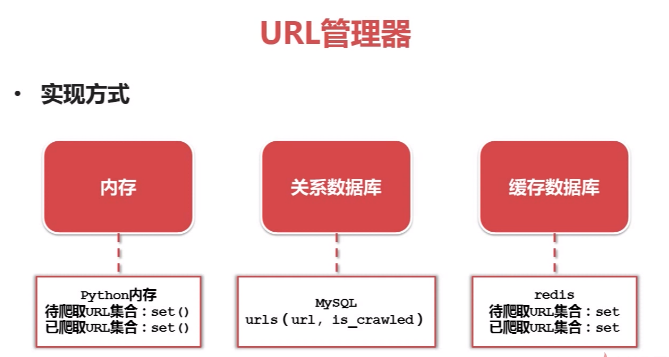 URL管理器
• 实现方式
内存
关系数据库
缓存数据库
Python内存
待爬取URL集合：set()
已爬取URL集合：set()
MySQL
urls(url, is_crawled)
redis
待爬取URL集合：set
已爬取URL集合：set